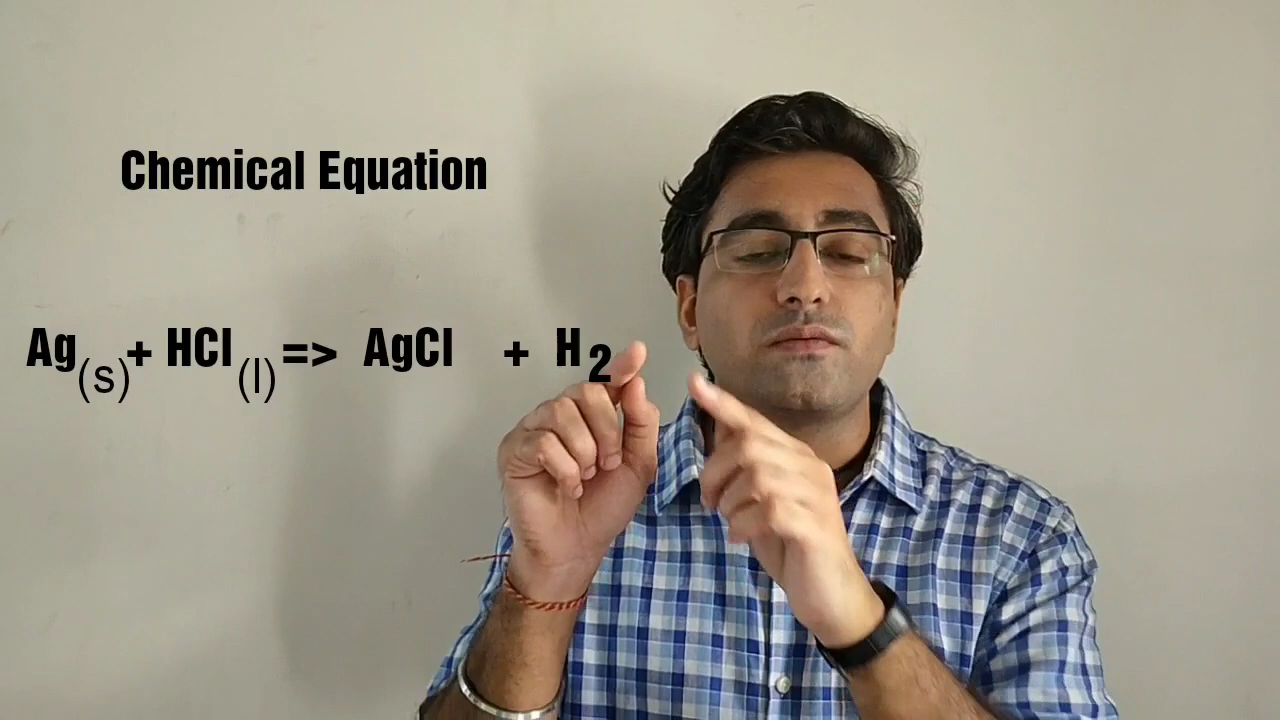 Chemical Equation
Ag(s)+ HCl(l)=> AgCl + H2